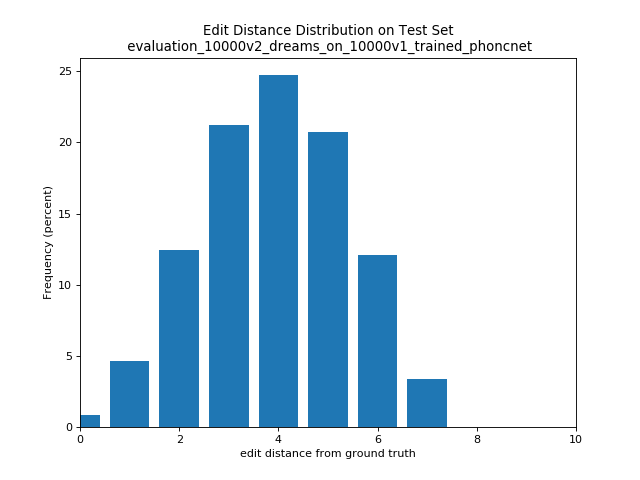 Edit Distance Distribution on Test Set
evaluation_10000v2_dreams_on_10000v1_trained_phoncnet
Frequency (percent)
25
20
15
10
5
0
0 2 4 6 8 10
edit distance from ground truth